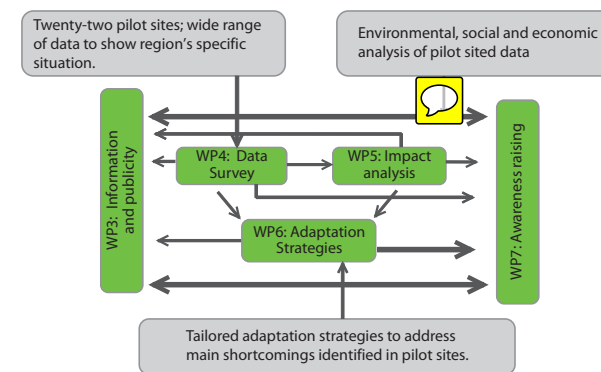 Twenty-two pilot sites; wide range
of data to show region's specific
situation.
Environmental, social and economic
analysis of pilot sited data
WP3: Information
and publicity
WP4: Data
Survey
WP5: Impact
analysis
WP6: Adaptation
Strategies
WP7: Awareness raising
Tailored adaptation strategies to address
main shortcomings identified in pilot sites.